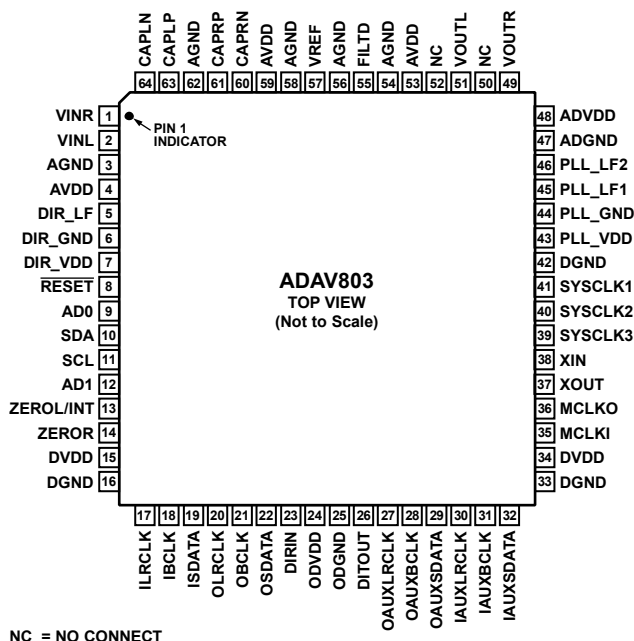 CAPLN
CAPLP
AGND
CAPRP
CAPRN
AVDD
AGND
VREF
AGND
FILTD
AGND
AVDD
NC
VOUTL
NC
VOUTR
64 63 62 61 60 59 58 57 56 55 54 53 52 51 50 49
VINR 1
VINL 2
AGND 3
AVDD 4
DIR_LF 5
DIR_GND 6
DIR_VDD 7
RESET 8
AD0 9
SDA 10
SCL 11
AD1 12
ZEROL/INT 13
ZEROR 14
DVDD 15
DGND 16
PIN 1
INDICATOR
ADAV803
TOP VIEW
(Not to Scale)
48 ADVDD
47 ADGND
46 PLL_LF2
45 PLL_LF1
44 PLL_GND
43 PLL_VDD
42 DGND
41 SYSCLK1
40 SYSCLK2
39 SYSCLK3
38 XIN
37 XOUT
36 MCLKO
35 MCLKI
34 DVDD
33 DGND
17 18 19 20 21 22 23 24 25 26 27 28 29 30 31 32
ILRCLK
IBCLK
ISDATA
OLRCLK
OBCLK
OSDATA
DIRIN
ODVDD
ODGND
DITOUT
OAUXLRCLK
OAUXBCLK
OAUXSDATA
IAUXLRCLK
IAUXBCLK
IAUXSDATA
NC = NO CONNECT